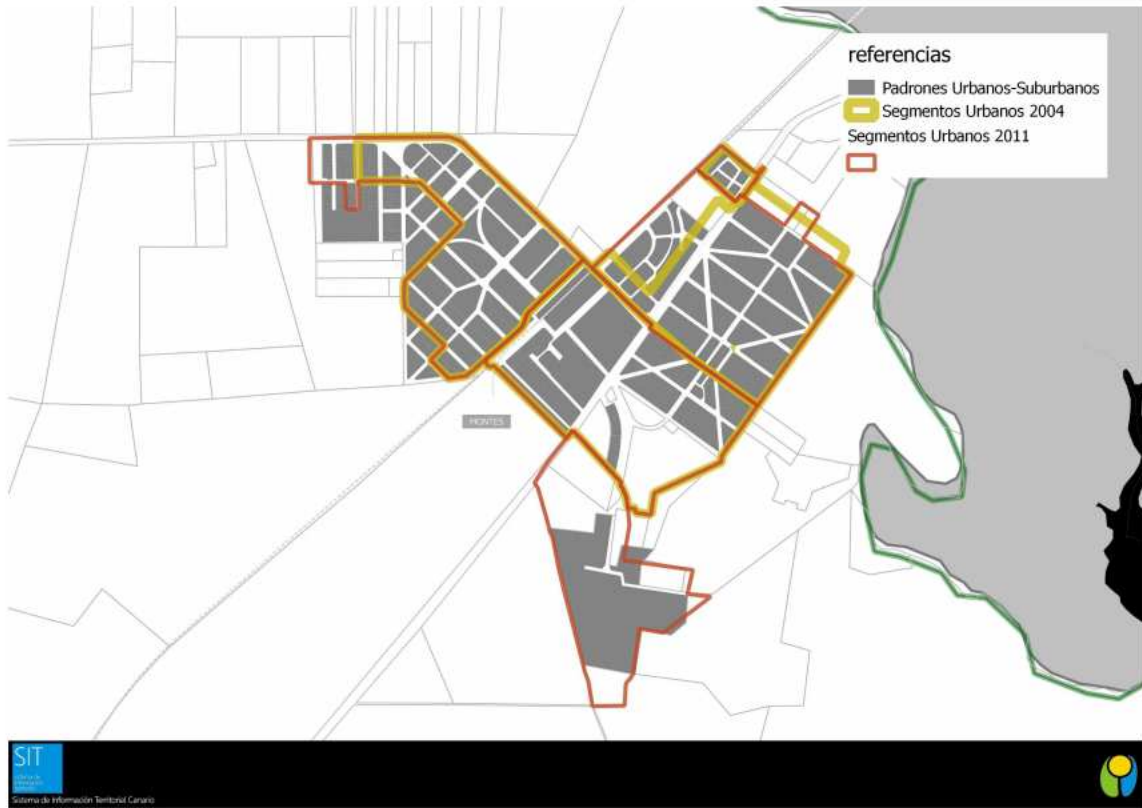 referencias
Padrones Urbanos-Suburbanos
Segmentos Urbanos 2004
Segmentos Urbanos 2011
MONTES
SIT
Sistema de Información Territorial Canario